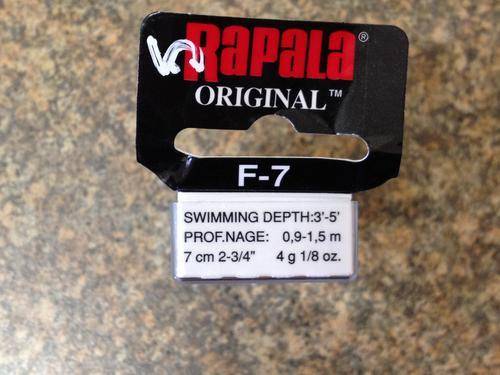 Rapala®
ORIGINAL™
F-7
SWIMMING DEPTH:3'-5'
PROF.NAGE: 0,9-1,5 m
7 cm 2-3/4" 4 g 1/8 oz.